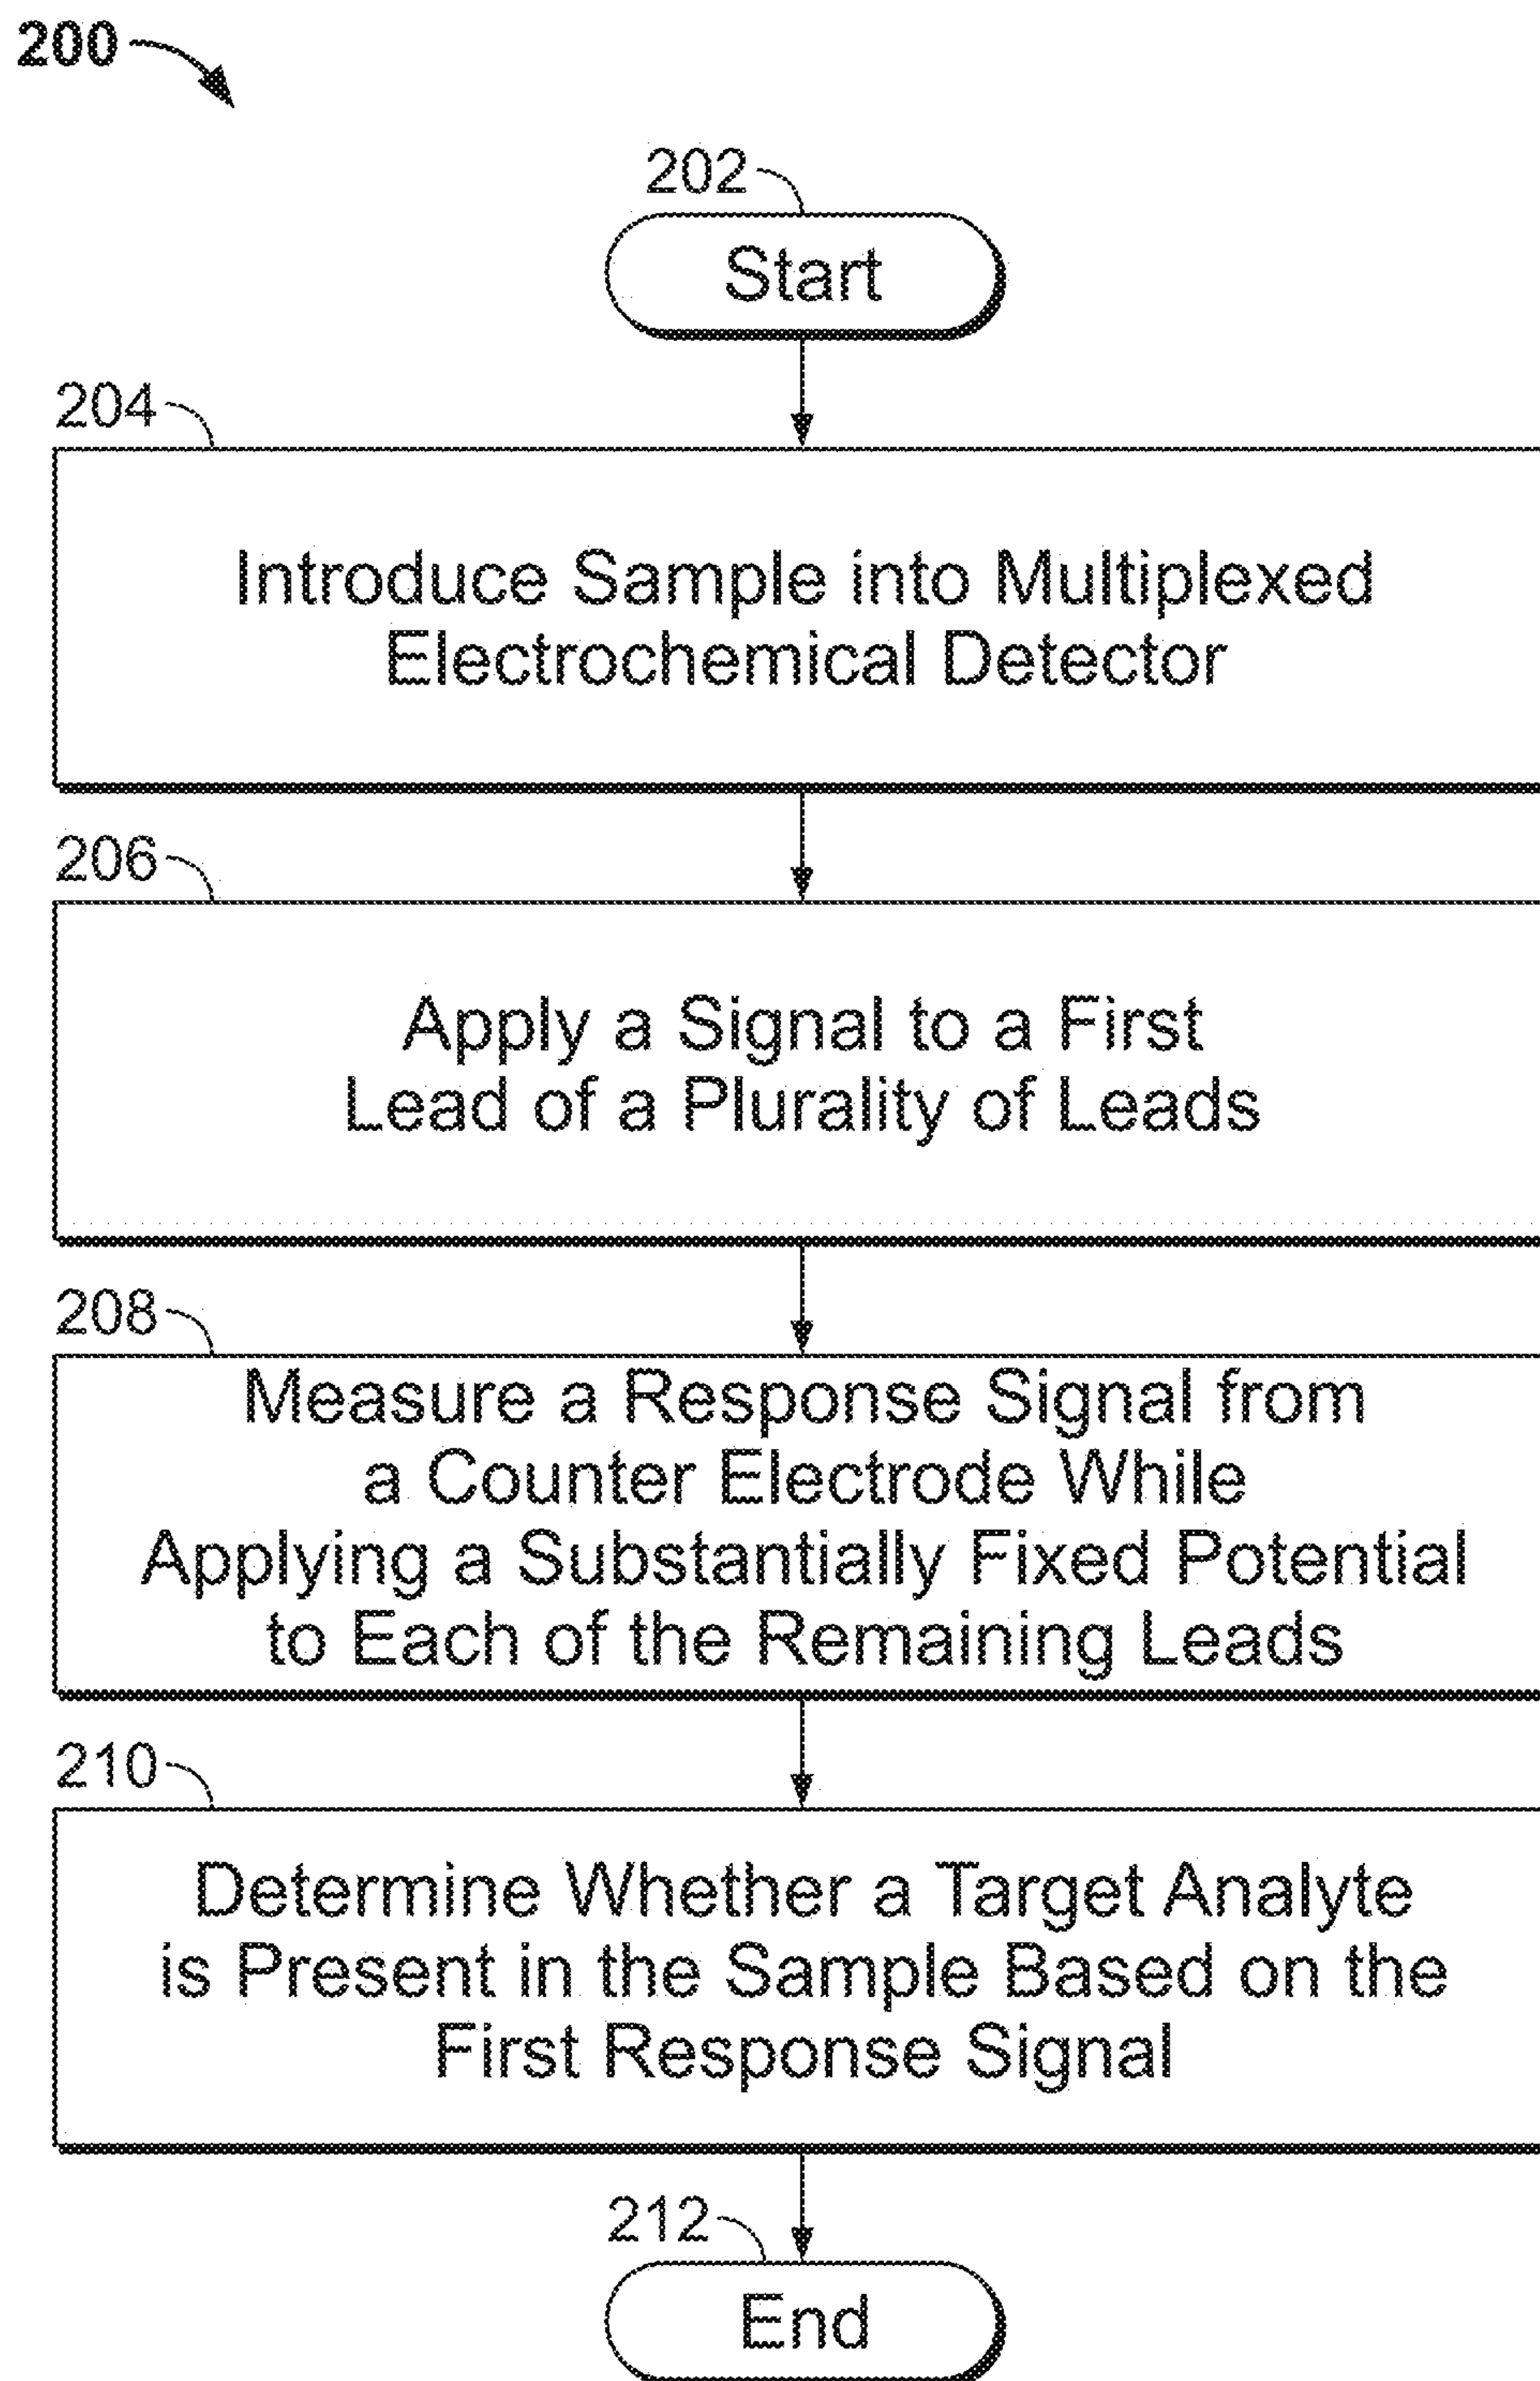 200
202
Start
204
Introduce Sample into Multiplexed
Electrochemical Detector
206
Apply a Signal to a First
Lead of a Plurality of Leads
208
Measure a Response Signal from
a Counter Electrode While
Applying a Substantially Fixed Potential
to Each of the Remaining Leads
210
Determine Whether a Target Analyte
is Present in the Sample Based on the
First Response Signal
212
End